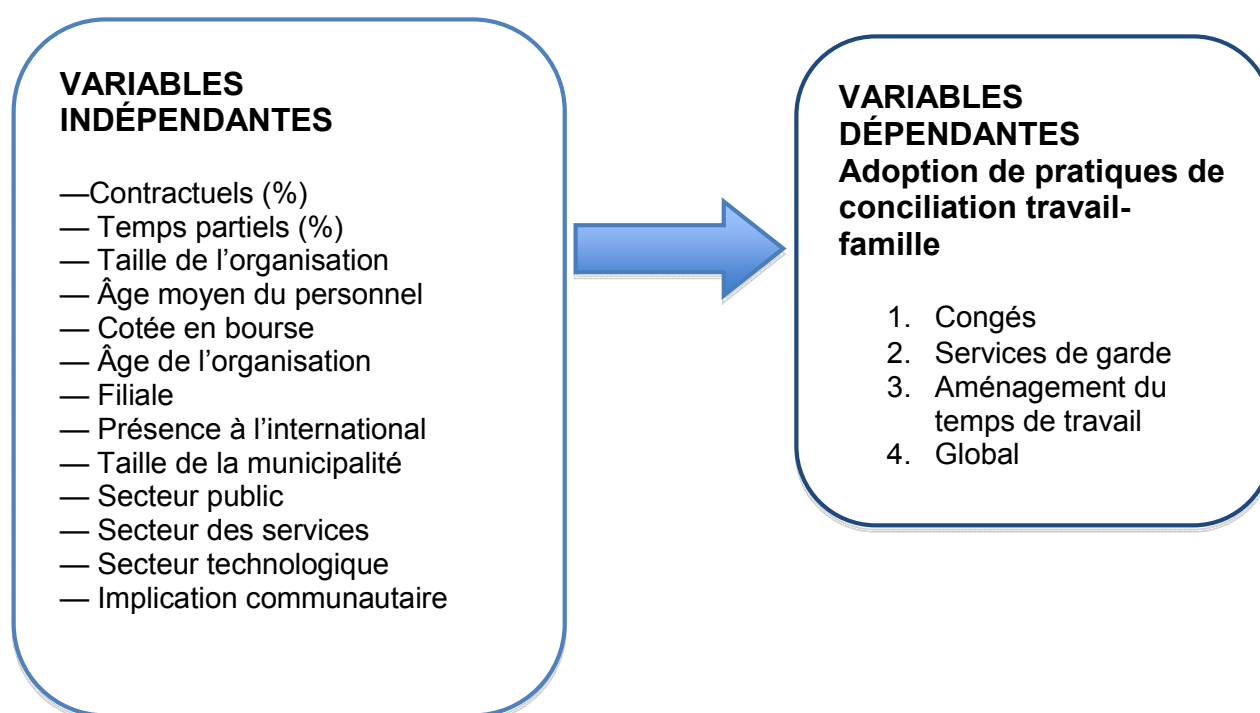 VARIABLES
INDÉPENDANTES
—Contractuels (%)
— Temps partiels (%)
— Taille de l’organisation
— Âge moyen du personnel
— Cotée en bourse
— Âge de l’organisation
— Filiale
— Présence à l’international
— Taille de la municipalité
— Secteur public
— Secteur des services
— Secteur technologique
— Implication communautaire
VARIABLES
DÉPENDANTES
Adoption de pratiques de
conciliation travail-
famille
1. Congés
2. Services de garde
3. Aménagement du
temps de travail
4. Global